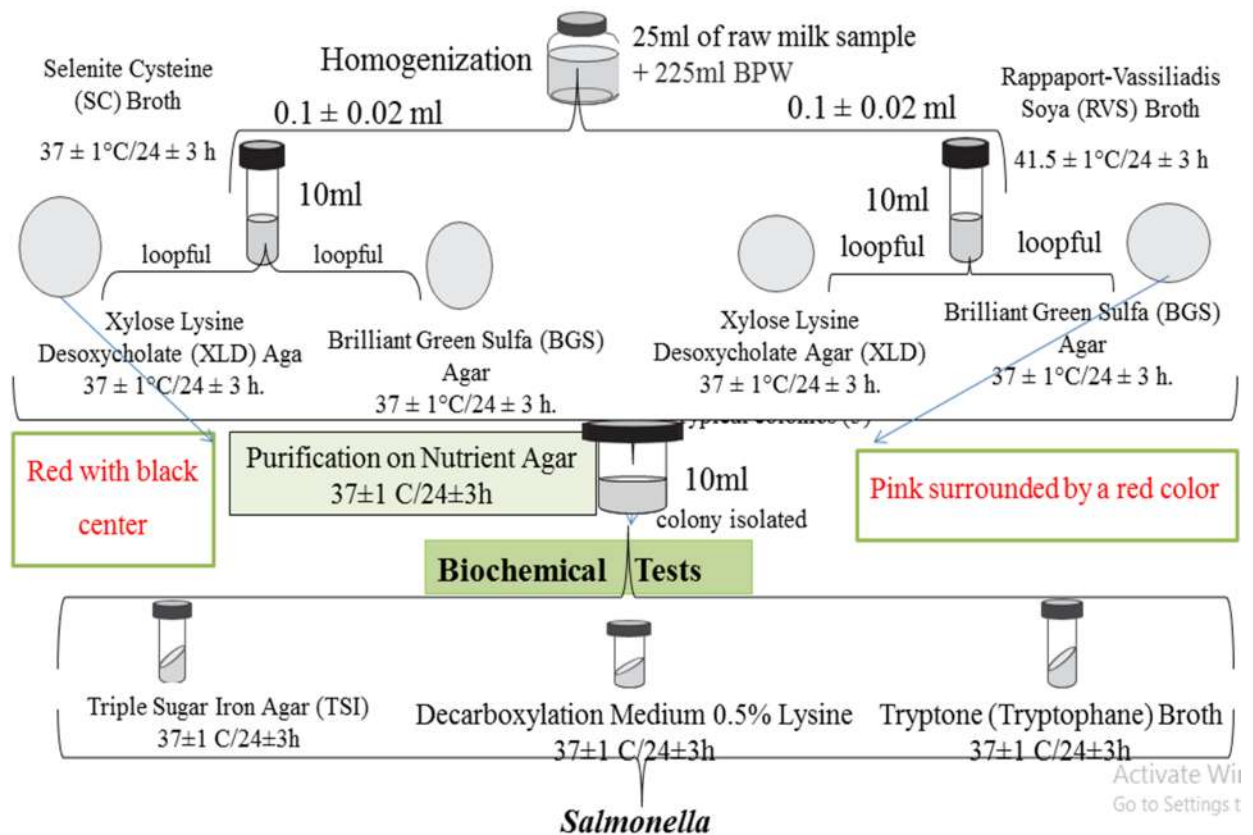 Homogenization
25ml of raw milk sample
+ 225ml BPW
Selenite Cysteine
(SC) Broth
37 ± 1°C/24 ± 3 h
0.1 ± 0.02 ml
0.1 ± 0.02 ml
Rappaport-Vassiliadis
Soya (RVS) Broth
41.5 ± 1°C/24 ± 3 h
10ml
10ml
loopful
loopful
loopful
loopful
Xylose Lysine
Desoxycholate (XLD) Aga
37 ± 1°C/24 ± 3 h.
Brilliant Green Sulfa (BGS)
Agar
37 ± 1°C/24 ± 3 h.
Xylose Lysine
Desoxycholate Agar (XLD)
37 ± 1°C/24 ± 3 h.
Brilliant Green Sulfa (BGS)
Agar
37 ± 1°C/24 ± 3 h.
Red with black
center
Purification on Nutrient Agar
37±1 C/24±3h
10ml
colony isolated
Pink surrounded by a red color
Biochemical Tests
Triple Sugar Iron Agar (TSI)
37±1 C/24±3h
Decarboxylation Medium 0.5% Lysine
37±1 C/24±3h
Tryptone (Tryptophane) Broth
37±1 C/24±3h
Salmonella
Activate Wi
Go to Settings t